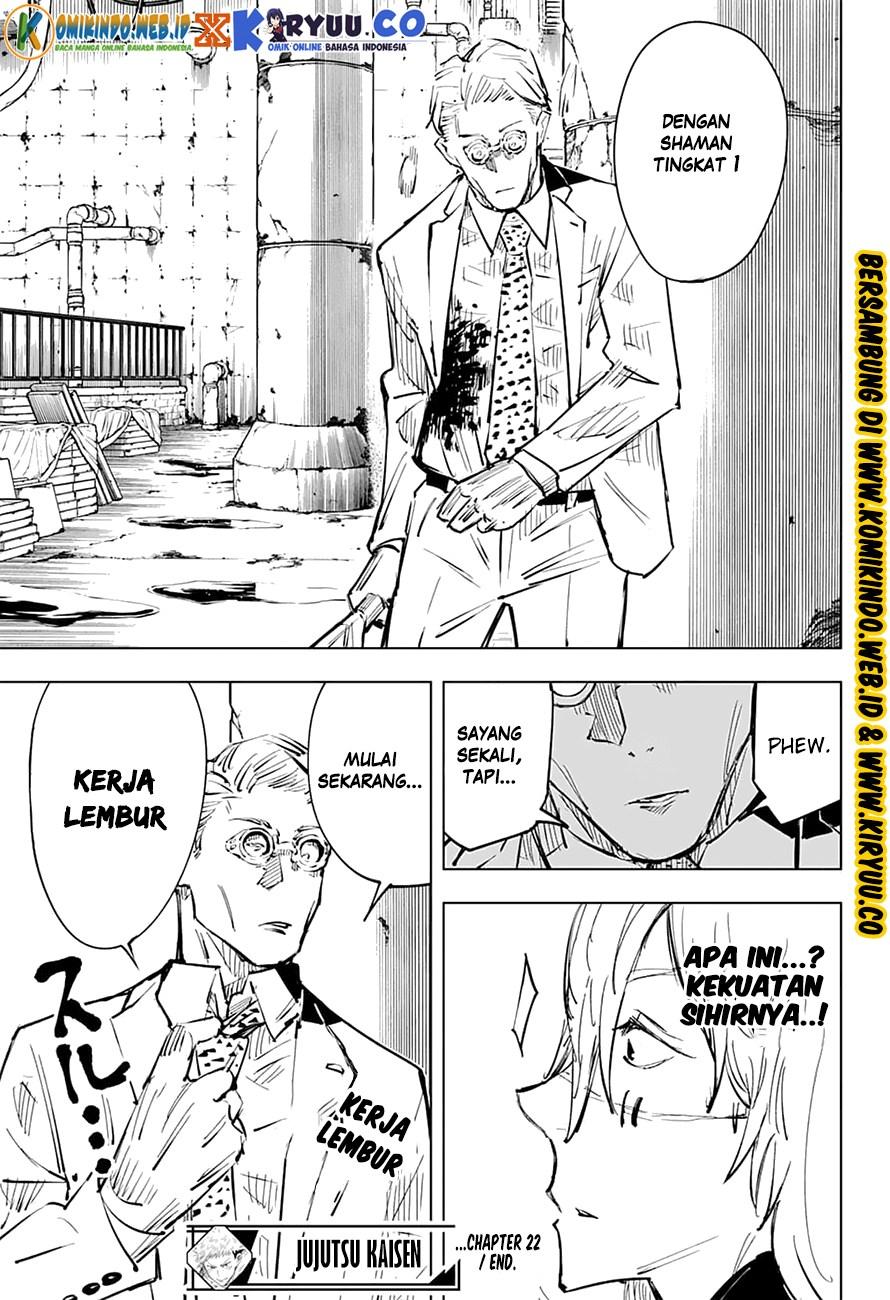 KOMIKINDO.WEB.ID
BACA MANGA ONLINE BAHASA INDONESIA
X
KIRYUU.CO
OMIK ONLINE BAHASA INDONESIA
DENGAN
SHAMAN
TINGKAT 1
BERSAMBUNG DI WWW.KOMIKINDO.WEB.ID & WWW.KIRYUU.CO
PHEW.
SAYANG
SEKALI,
TAPI...
MULAI
SEKARANG...
KERJA
LEMBUR
スル...
KERJA
LEMBUR
APA INI...?
KEKUATAN
SIHIRNYA..!
JUJUTSU KAISEN
...CHAPTER 22
/ END.